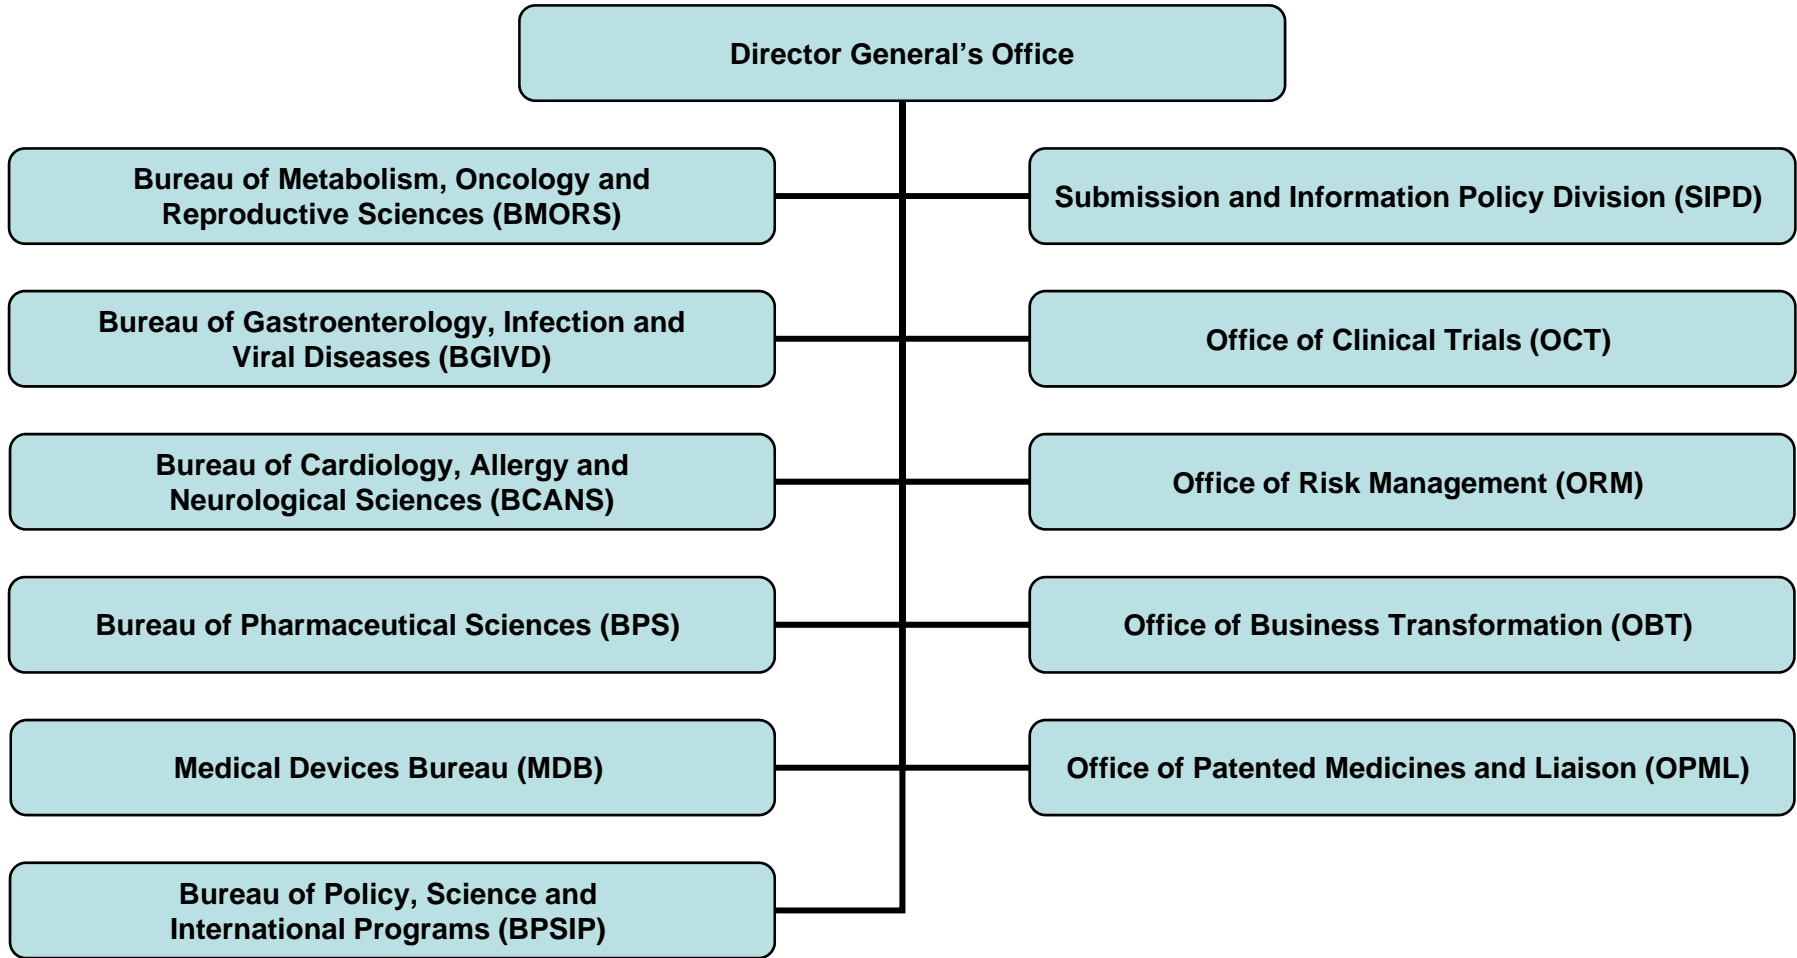 Director General’s Office
Bureau of Metabolism, Oncology and
Reproductive Sciences (BMORS)
Submission and Information Policy Division (SIPD)
Bureau of Gastroenterology, Infection and
Viral Diseases (BGIVD)
Office of Clinical Trials (OCT)
Bureau of Cardiology, Allergy and
Neurological Sciences (BCANS)
Office of Risk Management (ORM)
Bureau of Pharmaceutical Sciences (BPS)
Office of Business Transformation (OBT)
Medical Devices Bureau (MDB)
Office of Patented Medicines and Liaison (OPML)
Bureau of Policy, Science and
International Programs (BPSIP)